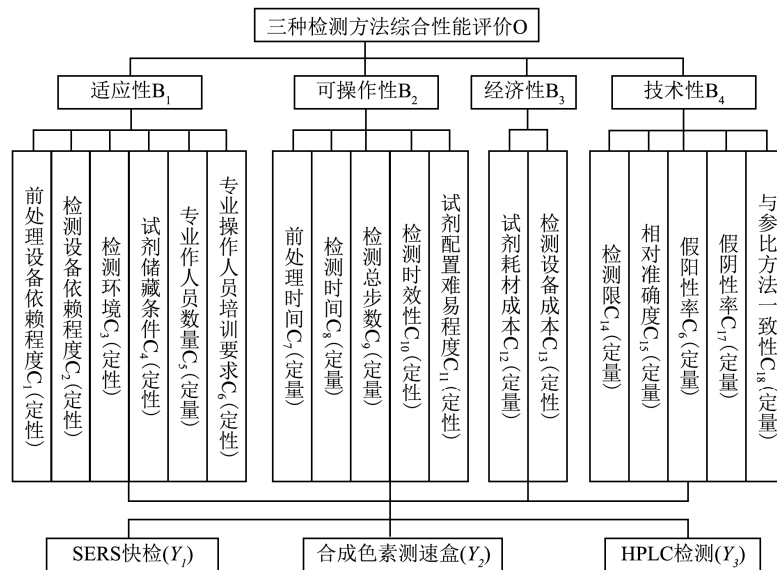 三种检测方法综合性能评价O
适应性B₁
可操作性B₂
经济性B₃
技术性B₄
前处理设备依赖程度C₁(定性)
检测设备依赖程度C₂(定性)
检测环境C₃(定性)
试剂储藏条件C₄(定性)
专业作人员数量C₅(定量)
专业操作人员培训要求C₆(定性)
前处理时间C₇(定量)
检测时间C₈(定量)
检测总步数C₉(定量)
检测时效性C₁₀(定性)
试剂配置难易程度C₁₁(定性)
试剂耗材成本C₁₂(定量)
检测设备成本C₁₃(定性)
检测限C₁₄(定量)
相对准确度C₁₅(定量)
假阳性率C₆(定量)
假阴性率C₁₇(定量)
与参比方法一致性C₁₈(定量)
SERS快检(Y₁)
合成色素测速盒(Y₂)
HPLC检测(Y₃)